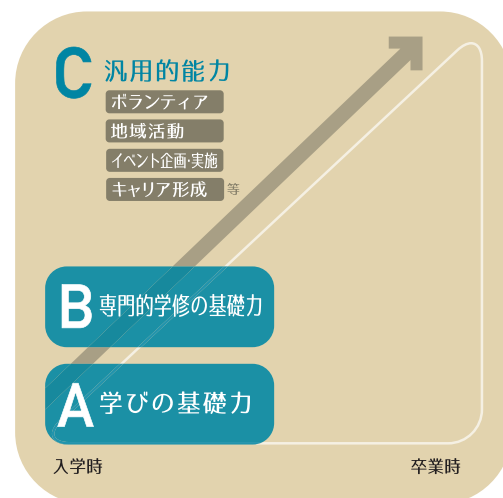 C 汎用的能力
ボランティア
地域活動
イベント企画・実施
キャリア形成 等
B 専門的学修の基礎力
A 学びの基礎力
入学時 卒業時